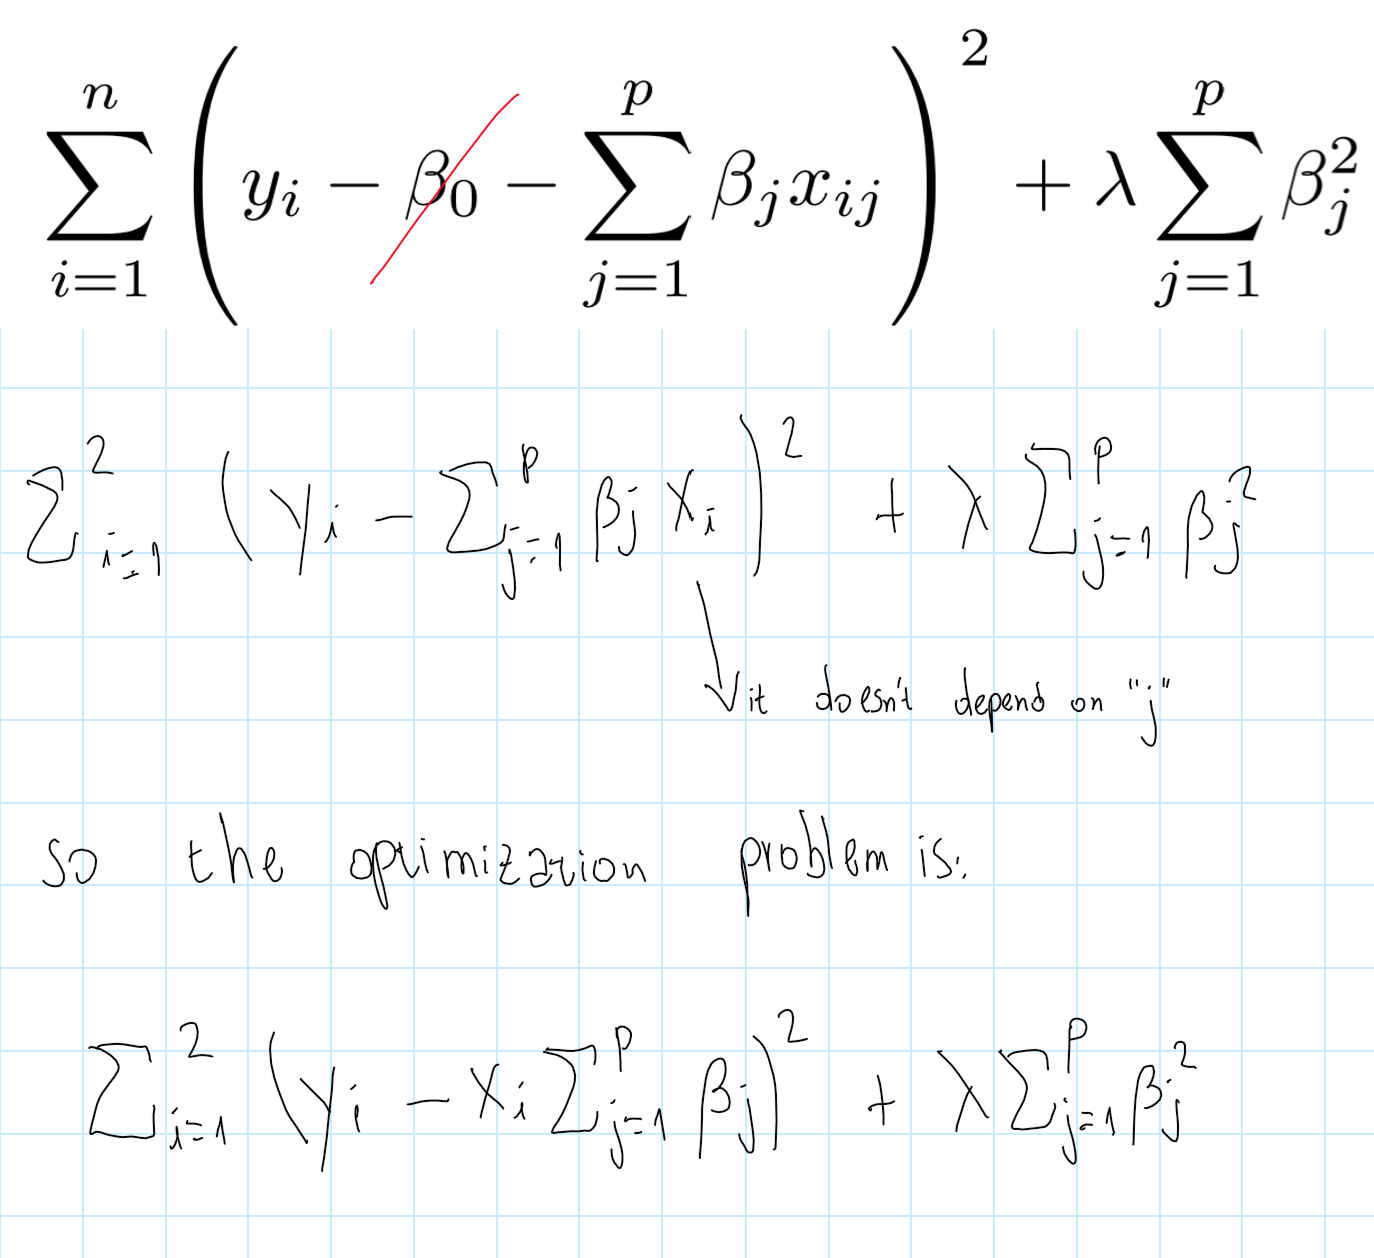 $\sum_{i=1}^{n} \left( y_i - \cancel{\beta_0} - \sum_{j=1}^{p} \beta_j x_{ij} \right)^2 + \lambda \sum_{j=1}^{p} \beta_j^2$
$\sum_{i=1}^{2} \left( y_i - \sum_{j=1}^{p} \beta_j x_i \right)^2 + \lambda \sum_{j=1}^{p} \beta_j^2$
it doesn't depend on "j"
so the optimization problem is:
$\sum_{i=1}^{2} \left( y_i - x_i \sum_{j=1}^{p} \beta_j \right)^2 + \lambda \sum_{j=1}^{p} \beta_j^2$